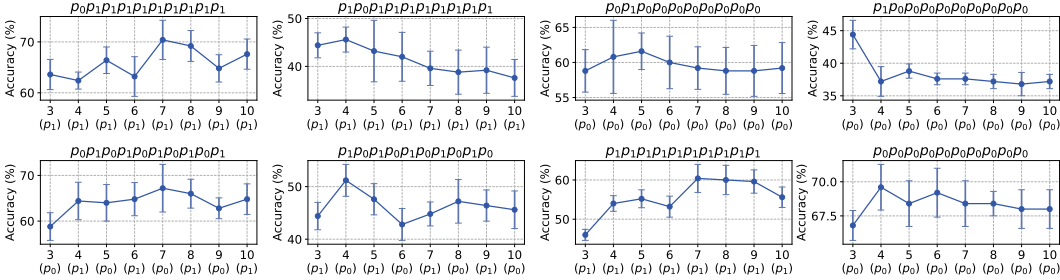 p₀p₁p₁p₁p₁p₁p₁p₁p₁p₁
Accuracy (%)
70
60
3 4 5 6 7 8 9 10
(p₁) (p₁) (p₁) (p₁) (p₁) (p₁) (p₁) (p₁)
p₁p₀p₁p₁p₁p₁p₁p₁p₁p₁
Accuracy (%)
50
40
3 4 5 6 7 8 9 10
(p₁) (p₁) (p₁) (p₁) (p₁) (p₁) (p₁) (p₁)
p₀p₁p₀p₀p₀p₀p₀p₀p₀p₀
Accuracy (%)
65
60
55
3 4 5 6 7 8 9 10
(p₀) (p₀) (p₀) (p₀) (p₀) (p₀) (p₀) (p₀)
p₁p₀p₀p₀p₀p₀p₀p₀p₀p₀
Accuracy (%)
45
40
35
3 4 5 6 7 8 9 10
(p₀) (p₀) (p₀) (p₀) (p₀) (p₀) (p₀) (p₀)
p₀p₁p₀p₁p₀p₁p₀p₁p₀p₁
Accuracy (%)
70
60
3 4 5 6 7 8 9 10
(p₀) (p₁) (p₀) (p₁) (p₀) (p₁) (p₀) (p₁)
p₁p₀p₁p₀p₁p₀p₁p₀p₁p₀
Accuracy (%)
50
40
3 4 5 6 7 8 9 10
(p₁) (p₀) (p₁) (p₀) (p₁) (p₀) (p₁) (p₀)
p₁p₁p₁p₁p₁p₁p₁p₁p₁p₁
Accuracy (%)
60
50
3 4 5 6 7 8 9 10
(p₁) (p₁) (p₁) (p₁) (p₁) (p₁) (p₁) (p₁)
p₀p₀p₀p₀p₀p₀p₀p₀p₀p₀
Accuracy (%)
70.0
67.5
3 4 5 6 7 8 9 10
(p₀) (p₀) (p₀) (p₀) (p₀) (p₀) (p₀) (p₀)